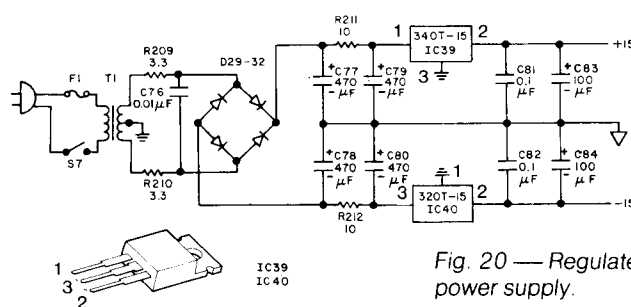 F1
S7
T1
R209
3.3
C76
0.01µF
R210
3.3
D29-32
R211
10
C77
470
µF
C79
470
µF
C78
470
µF
C80
470
µF
R212
10
1
340T-15
IC39
2
3
1
320T-15
IC40
3
2
C81
0.1
µF
C83
100
µF
C82
0.1
µF
C84
100
µF
+15
-15
1
3
2
IC39
IC40
Fig. 20 — Regulate
power supply.